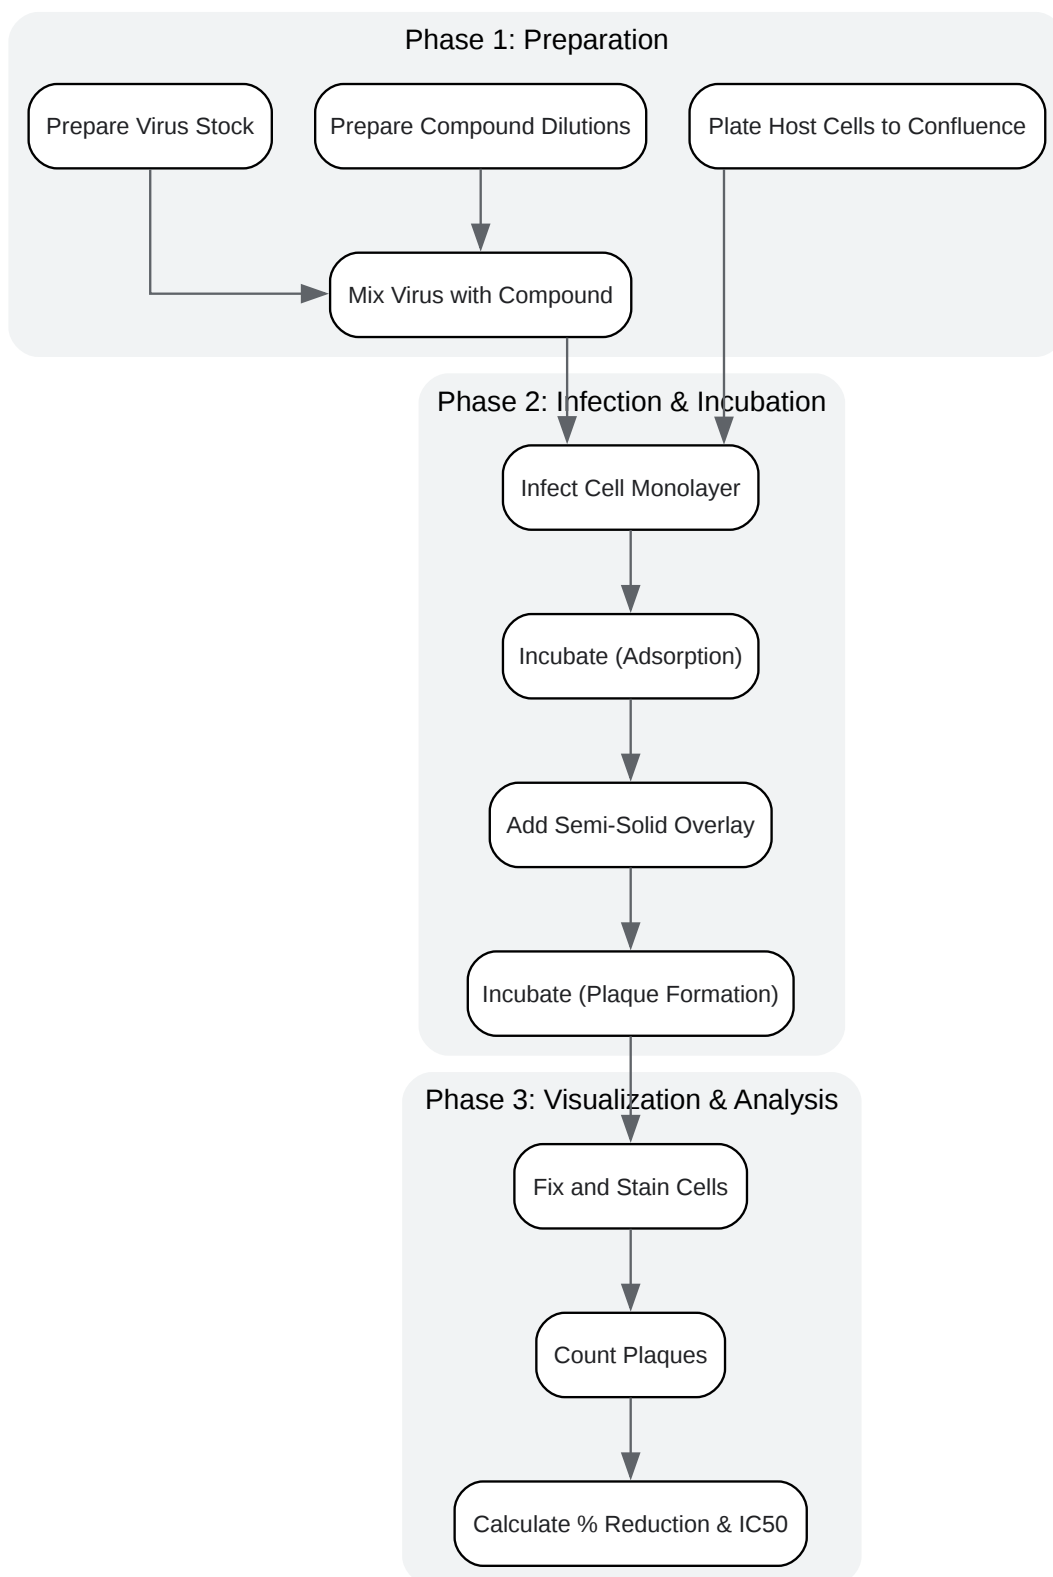 Phase 1: Preparation
Prepare Virus Stock
Prepare Compound Dilutions
Plate Host Cells to Confluence
Mix Virus with Compound
Phase 2: Infection & Incubation
Infect Cell Monolayer
Incubate (Adsorption)
Add Semi-Solid Overlay
Incubate (Plaque Formation)
Phase 3: Visualization & Analysis
Fix and Stain Cells
Count Plaques
Calculate % Reduction & IC50